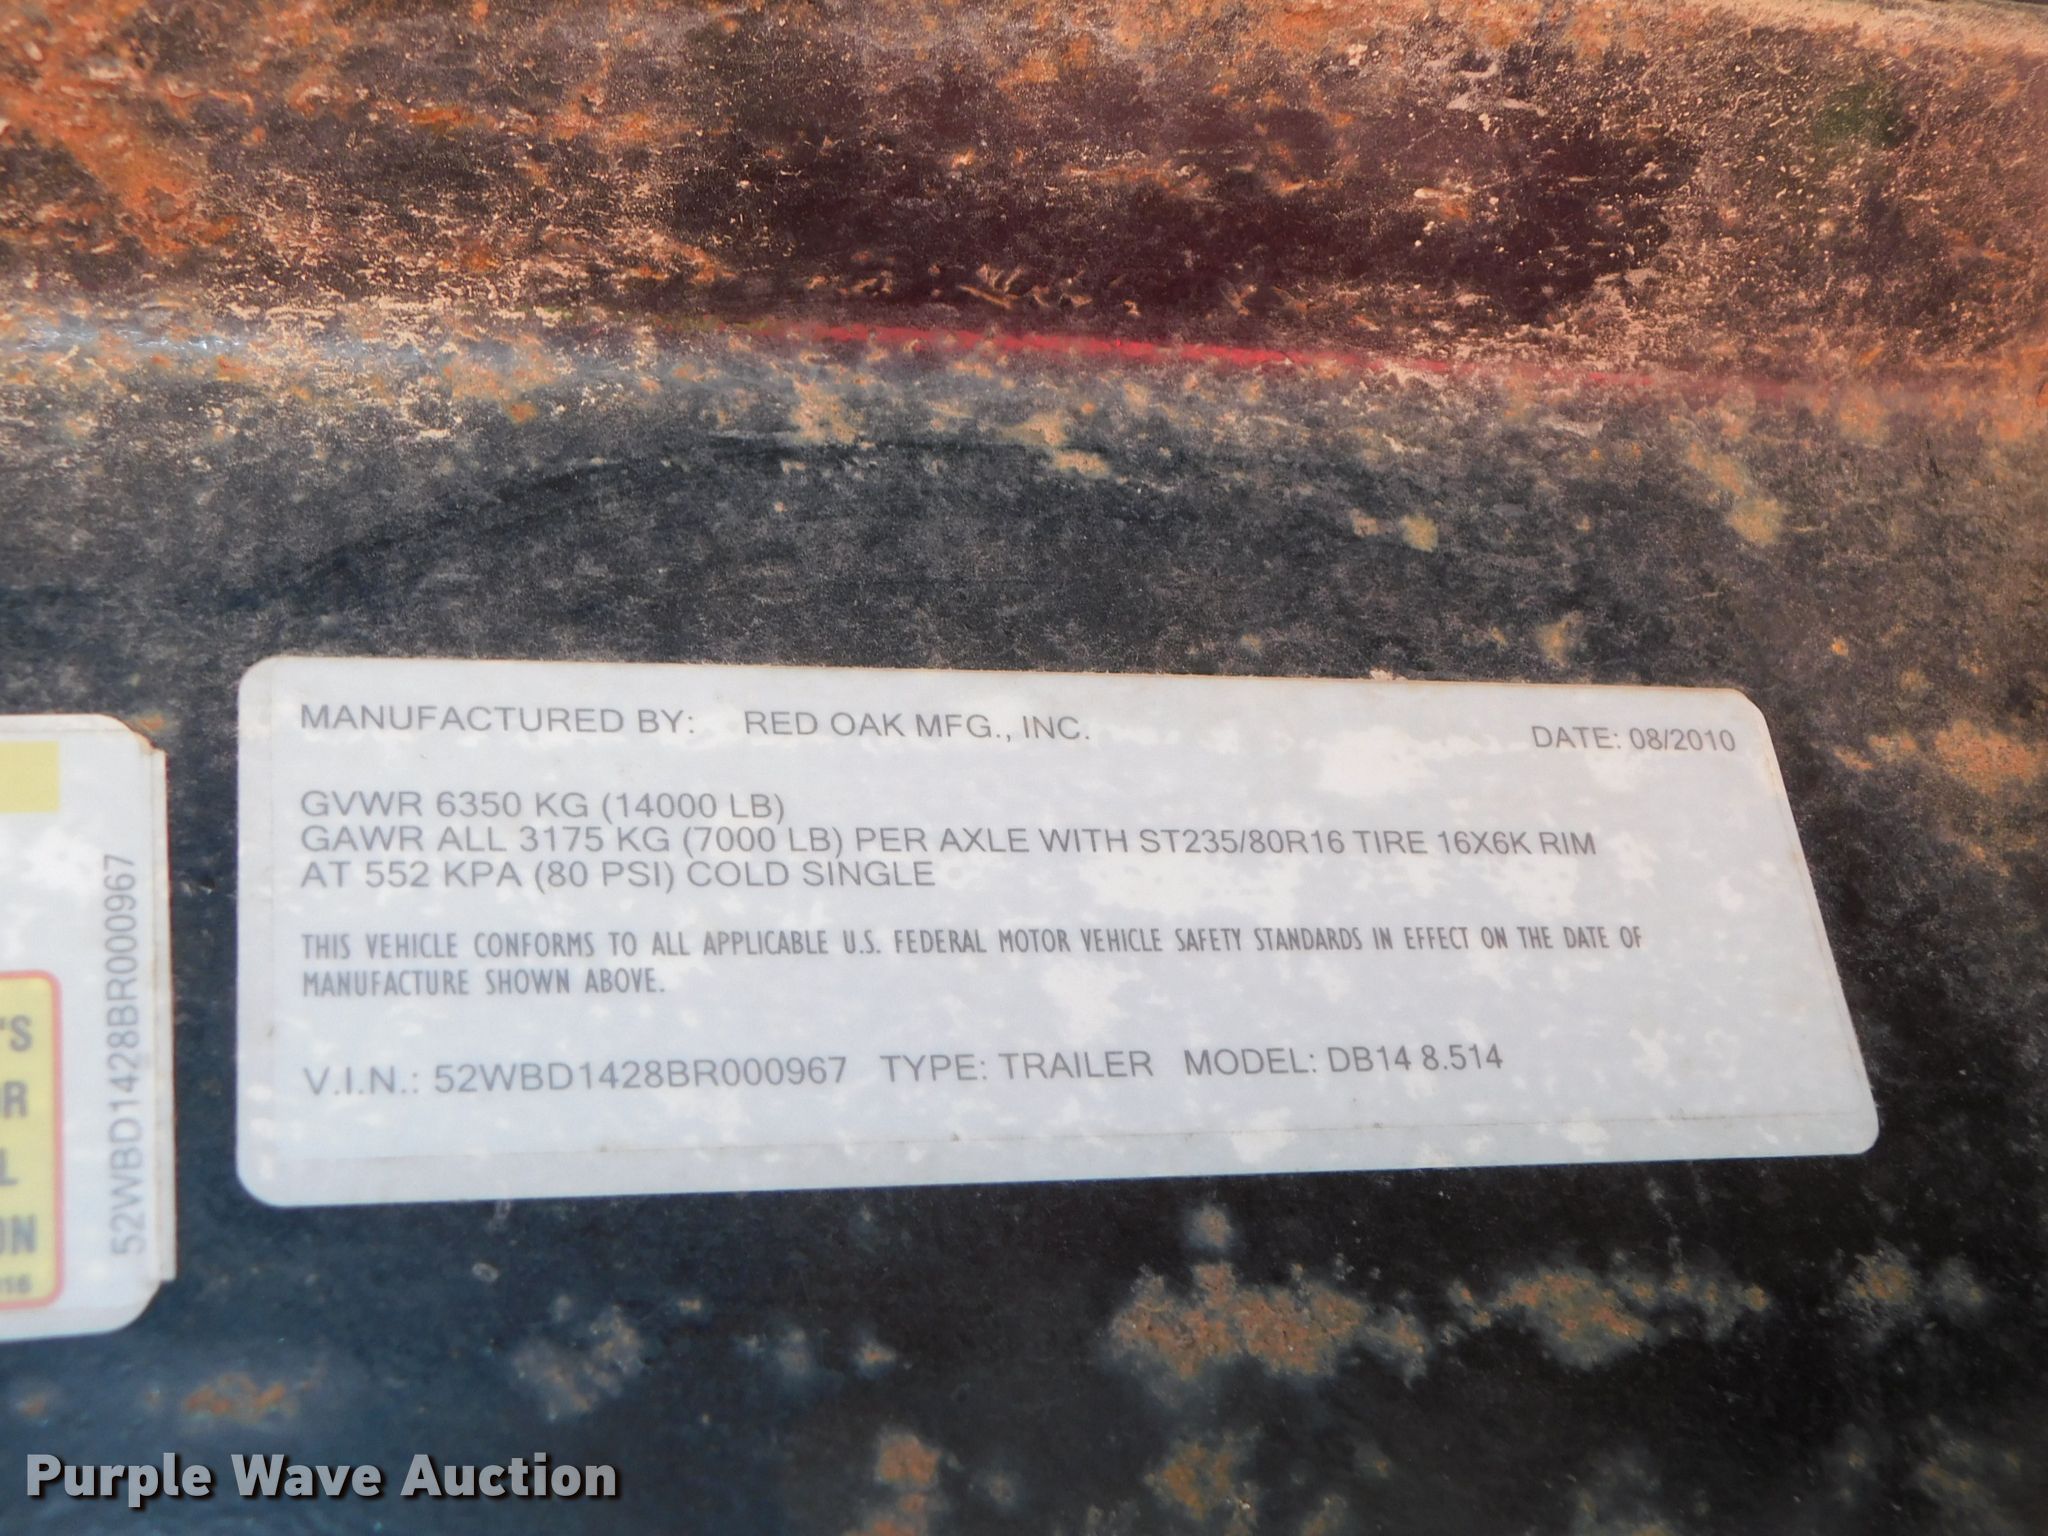 MANUFACTURED BY: RED OAK MFG., INC. DATE: 08/2010
GVWR 6350 KG (14000 LB)
GAWR ALL 3175 KG (7000 LB) PER AXLE WITH ST235/80R16 TIRE 16X6K RIM
AT 552 KPA (80 PSI) COLD SINGLE
THIS VEHICLE CONFORMS TO ALL APPLICABLE U.S. FEDERAL MOTOR VEHICLE SAFETY STANDARDS IN EFFECT ON THE DATE OF
MANUFACTURE SHOWN ABOVE.
V.I.N.: 52WBD1428BR000967 TYPE: TRAILER MODEL: DB14 8.514
52WBD1428BR000967
'S
R
L
ON
Purple Wave Auction